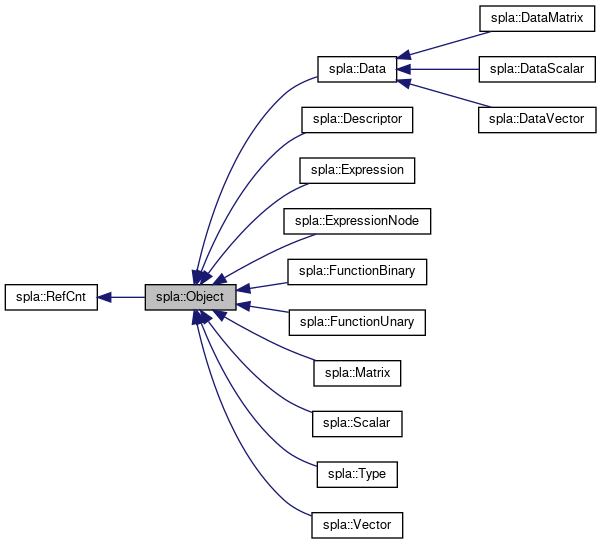 spla::DataMatrix
spla::Data
spla::DataScalar
spla::DataVector
spla::Descriptor
spla::Expression
spla::ExpressionNode
spla::FunctionBinary
spla::RefCnt
spla::Object
spla::FunctionUnary
spla::Matrix
spla::Scalar
spla::Type
spla::Vector